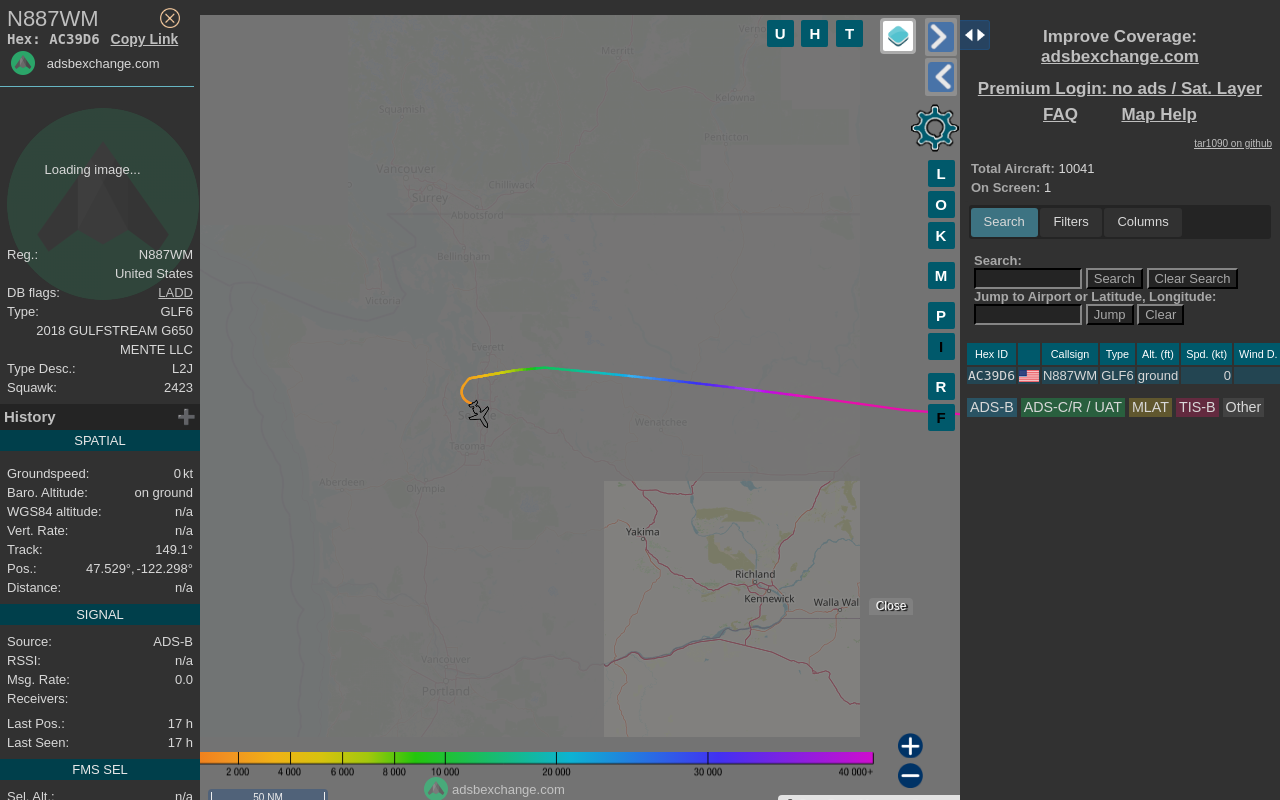 N887WM
Hex: AC39D6 Copy Link
adsbexchange.com
Loading image...
Reg.: N887WM
United States
DB flags: LADD
Type: GLF6
2018 GULFSTREAM G650
MENTE LLC
Type Desc.: L2J
Squawk: 2423
History
SPATIAL
Groundspeed: 0 kt
Baro. Altitude: on ground
WGS84 altitude: n/a
Vert. Rate: n/a
Track: 149.1°
Pos.: 47.529°, -122.298°
Distance: n/a
SIGNAL
Source: ADS-B
RSSI: n/a
Msg. Rate: 0.0
Receivers:
Last Pos.: 17 h
Last Seen: 17 h
FMS SEL
Sel. Alt.: n/a
U H T
L
O
K
M
P
I
R
F
Merritt
Kelowna
Squamish
Penticton
Vancouver
Chilliwack
Surrey
Abbotsford
Bellingham
Victoria
Everett
Wenatchee
Tacoma
Aberdeen
Olympia
Yakima
Richland
Kennewick
Walla Wal
Close
Vancouver
Portland
2 000 4 000 6 000 8 000 10 000 20 000 30 000 40 000+
adsbexchange.com
50 NM
Improve Coverage:
adsbexchange.com
Premium Login: no ads / Sat. Layer
FAQ Map Help
tar1090 on github
Total Aircraft: 10041
On Screen: 1
Search Filters Columns
Search:
Search Clear Search
Jump to Airport or Latitude, Longitude:
Jump Clear
Hex ID Callsign Type Alt. (ft) Spd. (kt) Wind D.
AC39D6 N887WM GLF6 ground 0
ADS-B ADS-C/R / UAT MLAT TIS-B Other